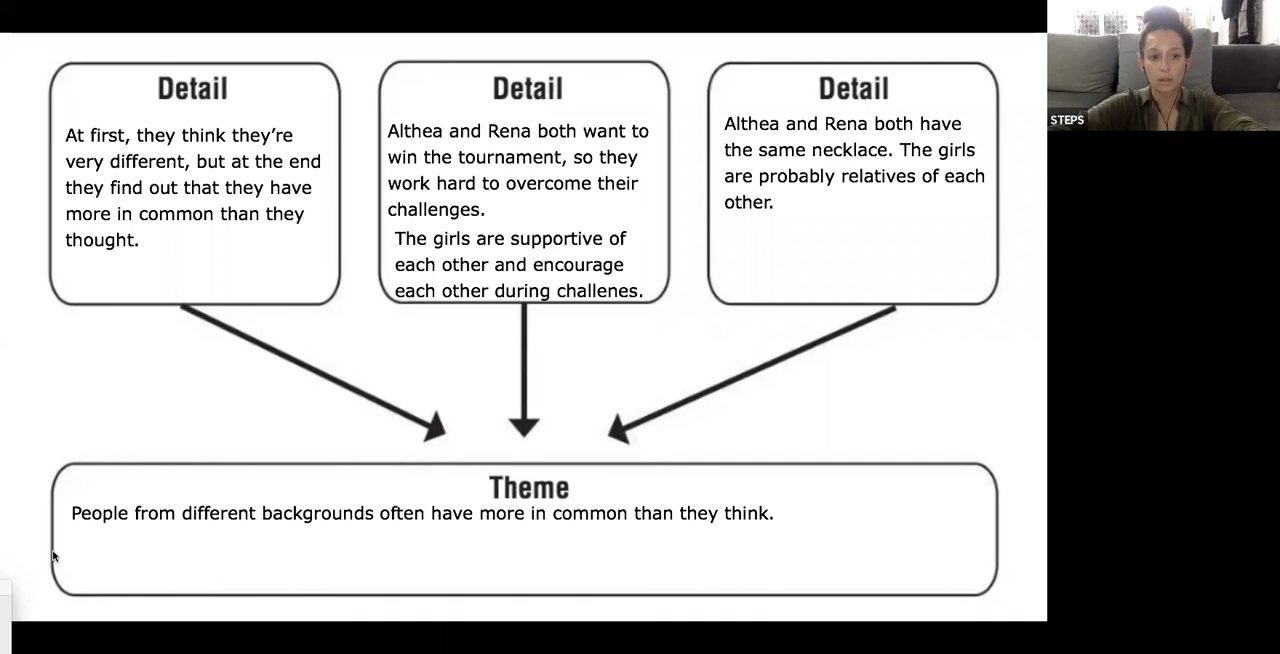 Detail
At first, they think they're
very different, but at the end
they find out that they have
more in common than they
thought.
Detail
Althea and Rena both want to
win the tournament, so they
work hard to overcome their
challenges.
The girls are supportive of
each other and encourage
each other during challenes.
Detail
Althea and Rena both have
the same necklace. The girls
are probably relatives of each
other.
STEPS
Theme
People from different backgrounds often have more in common than they think.